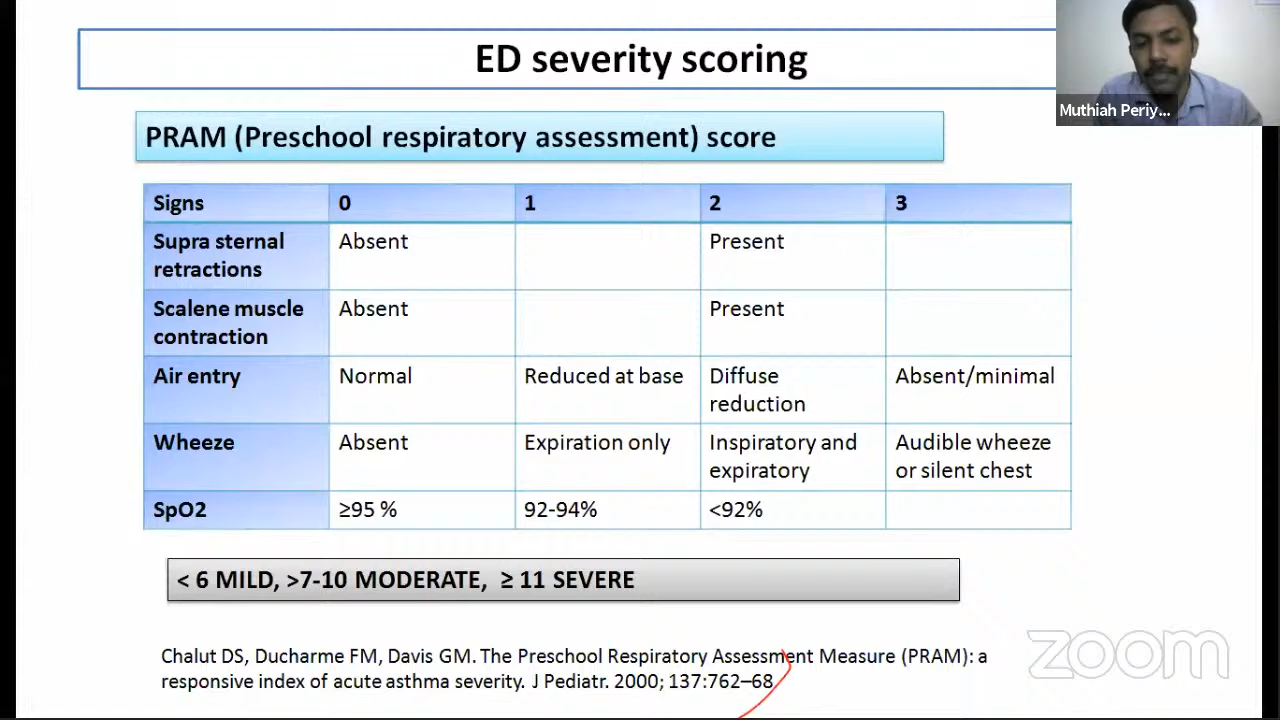 ED severity scoring
Muthiah Periy...
PRAM (Preschool respiratory assessment) score
Signs 0 1 2 3
Supra sternal
retractions
Absent Present
Scalene muscle
contraction
Absent Present
Air entry Normal Reduced at base Diffuse
reduction
Absent/minimal
Wheeze Absent Expiration only Inspiratory and
expiratory
Audible wheeze
or silent chest
SpO2 ≥95 % 92-94% <92%
< 6 MILD, >7-10 MODERATE, ≥ 11 SEVERE
Chalut DS, Ducharme FM, Davis GM. The Preschool Respiratory Assessment Measure (PRAM): a
responsive index of acute asthma severity. J Pediatr. 2000; 137:762–68
zoom